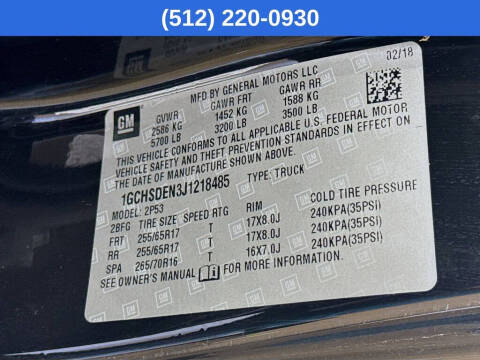 (512) 220-0930
02/18
MFD BY GENERAL MOTORS LLC
GM
GVWR GAWR FRT GAWR RR
2586 KG 1452 KG 1588 KG
5700 LB 3200 LB 3500 LB
THIS VEHICLE CONFORMS TO ALL APPLICABLE U.S. FEDERAL MOTOR
VEHICLE SAFETY AND THEFT PREVENTION STANDARDS IN EFFECT ON
THE DATE OF MANUFACTURE SHOWN ABOVE.
1GCHSDEN3J1218485 TYPE: TRUCK
MODEL: 2P53
2BFG TIRE SIZE SPEED RTG RIM COLD TIRE PRESSURE
FRT 255/65R17 T 17X8.0J 240KPA(35PSI)
RR 255/65R17 T 17X8.0J 240KPA(35PSI)
SPA 265/70R16 T 16X7.0J 240KPA(35PSI)
SEE OWNER'S MANUAL FOR MORE INFORMATION.